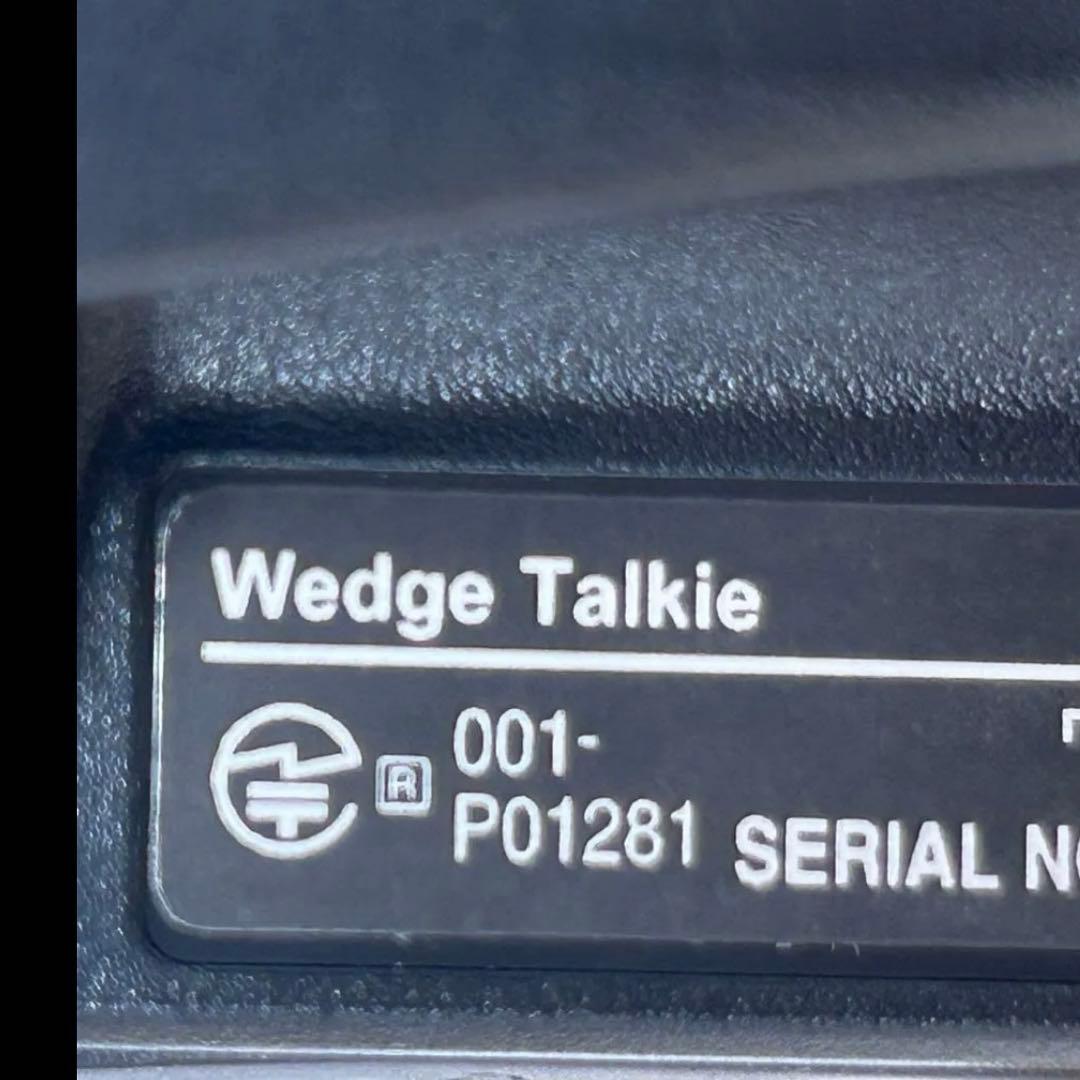 Wedge Talkie
R 001-
P01281 SERIAL